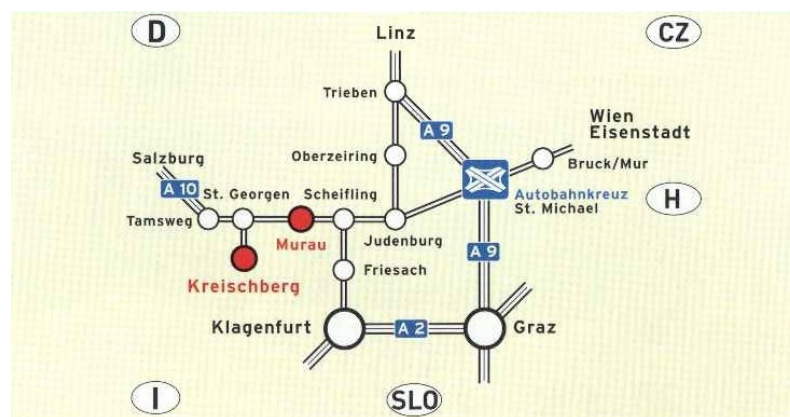 D
CZ
Linz
Trieben
A 9
Wien
Eisenstadt
Oberzeiring
Bruck/Mur
Salzburg
A 10
St. Georgen
Scheifling
Autobahnkreuz
St. Michael
H
Tamsweg
Murau
Judenburg
A 9
Kreischberg
Friesach
Klagenfurt
A 2
Graz
I
SLO